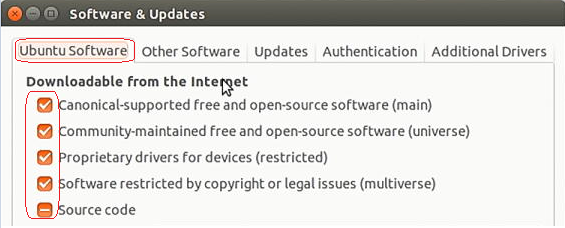 Software & Updates
Ubuntu Software Other Software Updates Authentication Additional Drivers
Downloadable from the Internet
Canonical-supported free and open-source software (main)
Community-maintained free and open-source software (universe)
Proprietary drivers for devices (restricted)
Software restricted by copyright or legal issues (multiverse)
Source code